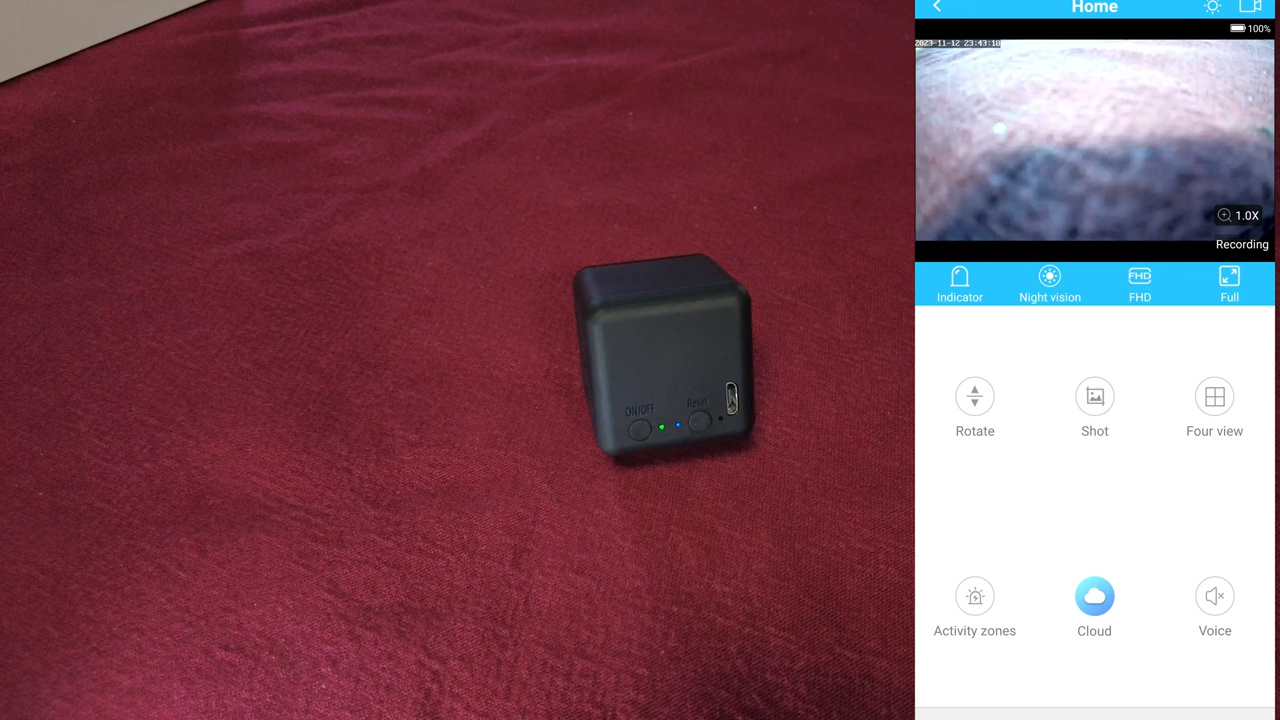 Home
100%
2023-11-12 23:43:18
1.0X
Recording
Indicator
Night vision
FHD
FHD
Full
ON/OFF
Reset
Rotate
Shot
Four view
Activity zones
Cloud
Voice